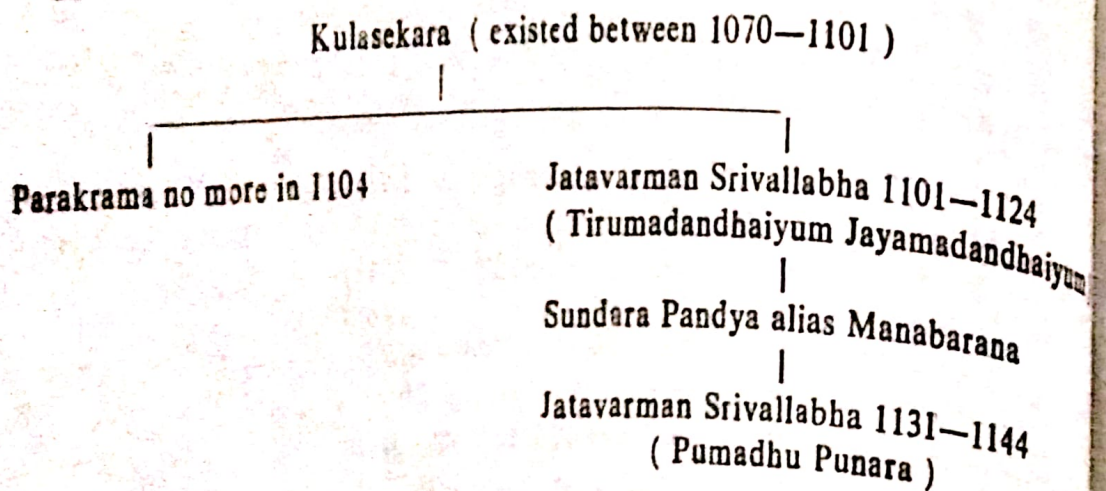 Kulasekara ( existed between 1070—1101 )
Parakrama no more in 1104
Jatavarman Srivallabha 1101—1124
( Tirumadandhaiyum Jayamadandhaiyum
Sundara Pandya alias Manabarana
Jatavarman Srivallabha 1131—1144
( Pumadhu Punara )